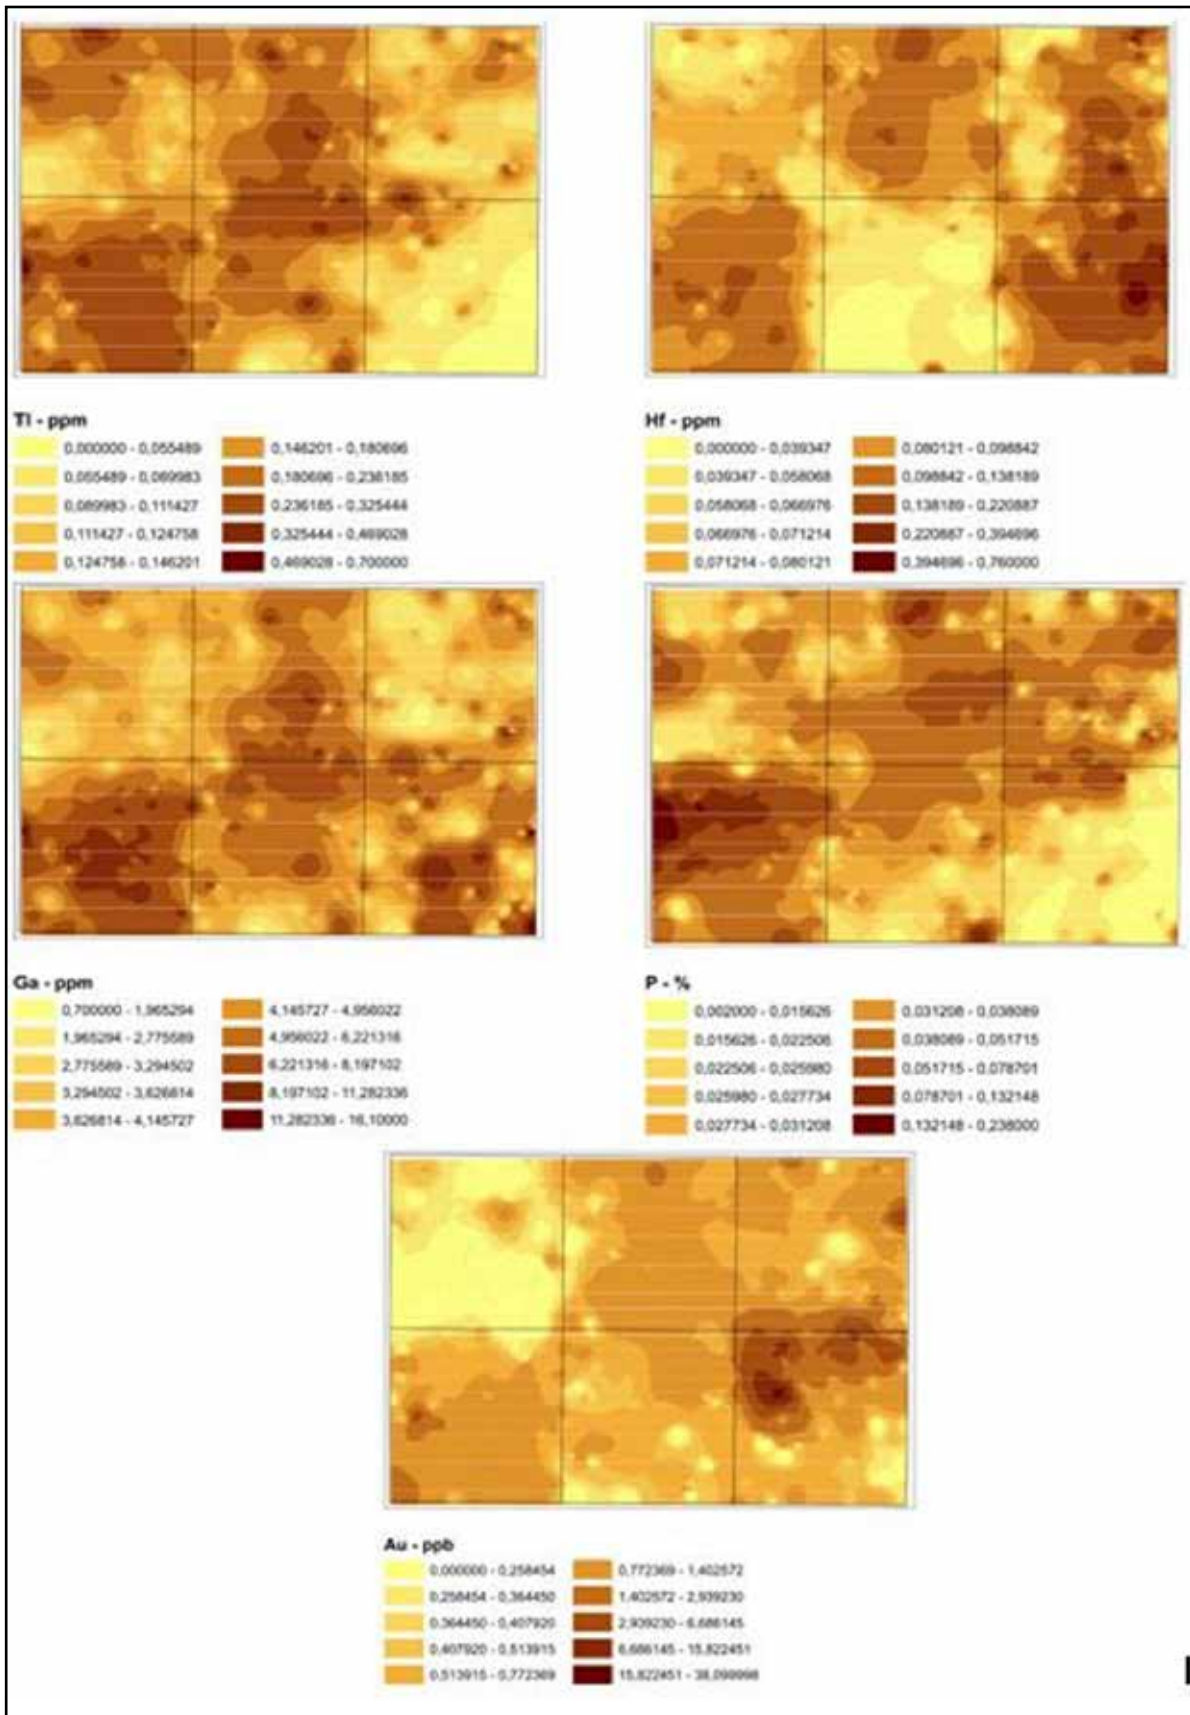 Tl - ppm
0,000000 - 0,055489 0,146201 - 0,180696
0,055489 - 0,089983 0,180696 - 0,236185
0,089983 - 0,111427 0,236185 - 0,325444
0,111427 - 0,124758 0,325444 - 0,469028
0,124758 - 0,146201 0,469028 - 0,700000
Hf - ppm
0,000000 - 0,039347 0,080121 - 0,098842
0,039347 - 0,058068 0,098842 - 0,138189
0,058068 - 0,066976 0,138189 - 0,220887
0,066976 - 0,071214 0,220887 - 0,394696
0,071214 - 0,080121 0,394696 - 0,760000
Ga - ppm
0,700000 - 1,965294 4,145727 - 4,956022
1,965294 - 2,775589 4,956022 - 6,221316
2,775589 - 3,294502 6,221316 - 8,197102
3,294502 - 3,626814 8,197102 - 11,282336
3,626814 - 4,145727 11,282336 - 16,10000
P - %
0,002000 - 0,015626 0,031208 - 0,038089
0,015626 - 0,022506 0,038089 - 0,051715
0,022506 - 0,025980 0,051715 - 0,078701
0,025980 - 0,027734 0,078701 - 0,132148
0,027734 - 0,031208 0,132148 - 0,238000
Au - ppb
0,000000 - 0,258454 0,772369 - 1,402572
0,258454 - 0,364450 1,402572 - 2,939230
0,364450 - 0,407920 2,939230 - 6,686145
0,407920 - 0,513915 6,686145 - 15,822451
0,513915 - 0,772369 15,822451 - 38,099998